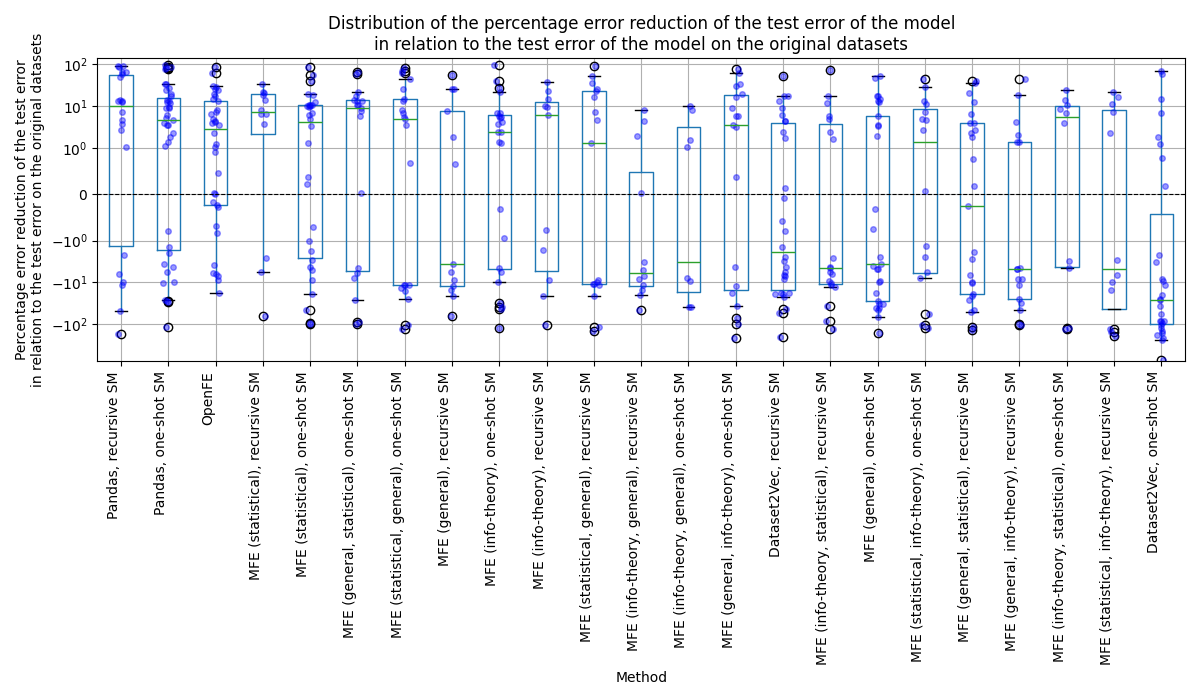 Distribution of the percentage error reduction of the test error of the model
in relation to the test error of the model on the original datasets
Percentage error reduction of the test error
in relation to the test error on the original datasets
10²
10¹
10⁰
0
−10⁰
−10¹
−10²
Pandas, recursive SM
Pandas, one-shot SM
OpenFE
MFE (statistical), recursive SM
MFE (statistical), one-shot SM
MFE (general, statistical), one-shot SM
MFE (statistical, general), one-shot SM
MFE (general), recursive SM
MFE (info-theory), one-shot SM
MFE (info-theory), recursive SM
MFE (statistical, general), recursive SM
MFE (info-theory, general), recursive SM
MFE (info-theory, general), one-shot SM
MFE (general, info-theory), one-shot SM
Dataset2Vec, recursive SM
MFE (info-theory, statistical), recursive SM
MFE (general), one-shot SM
MFE (statistical, info-theory), one-shot SM
MFE (general, statistical), recursive SM
MFE (general, info-theory), recursive SM
MFE (info-theory, statistical), one-shot SM
MFE (statistical, info-theory), recursive SM
Dataset2Vec, one-shot SM
Method